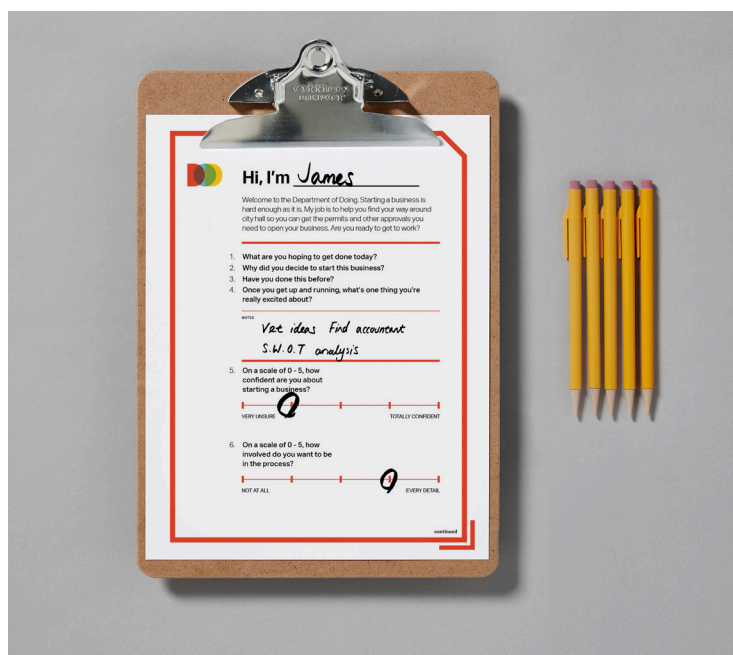 Hi, I'm James
Welcome to the Department of Doing. Starting a business is
hard enough as it is. My job is to help you find your way around
city hall so you can get the permits and other approvals you
need to open your business. Are you ready to get to work?
1. What are you hoping to get done today?
2. Why did you decide to start this business?
3. Have you done this before?
4. Once you get up and running, what's one thing you're
really excited about?
NOTES
Vet ideas Find accountant
S.W.O.T analysis
5. On a scale of 0 - 5, how
confident are you about
starting a business?
VERY UNSURE TOTALLY CONFIDENT
6. On a scale of 0 - 5, how
involved do you want to be
in the process?
NOT AT ALL EVERY DETAIL
continued